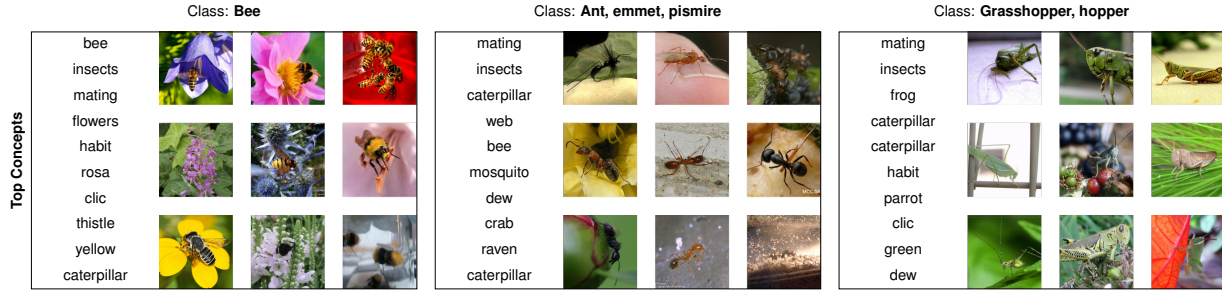 Class: Bee
Class: Ant, emmet, pismire
Class: Grasshopper, hopper
Top Concepts
bee
insects
mating
flowers
habit
rosa
clic
thistle
yellow
caterpillar
mating
insects
caterpillar
web
bee
mosquito
dew
crab
raven
caterpillar
mating
insects
frog
caterpillar
caterpillar
habit
parrot
clic
green
dew